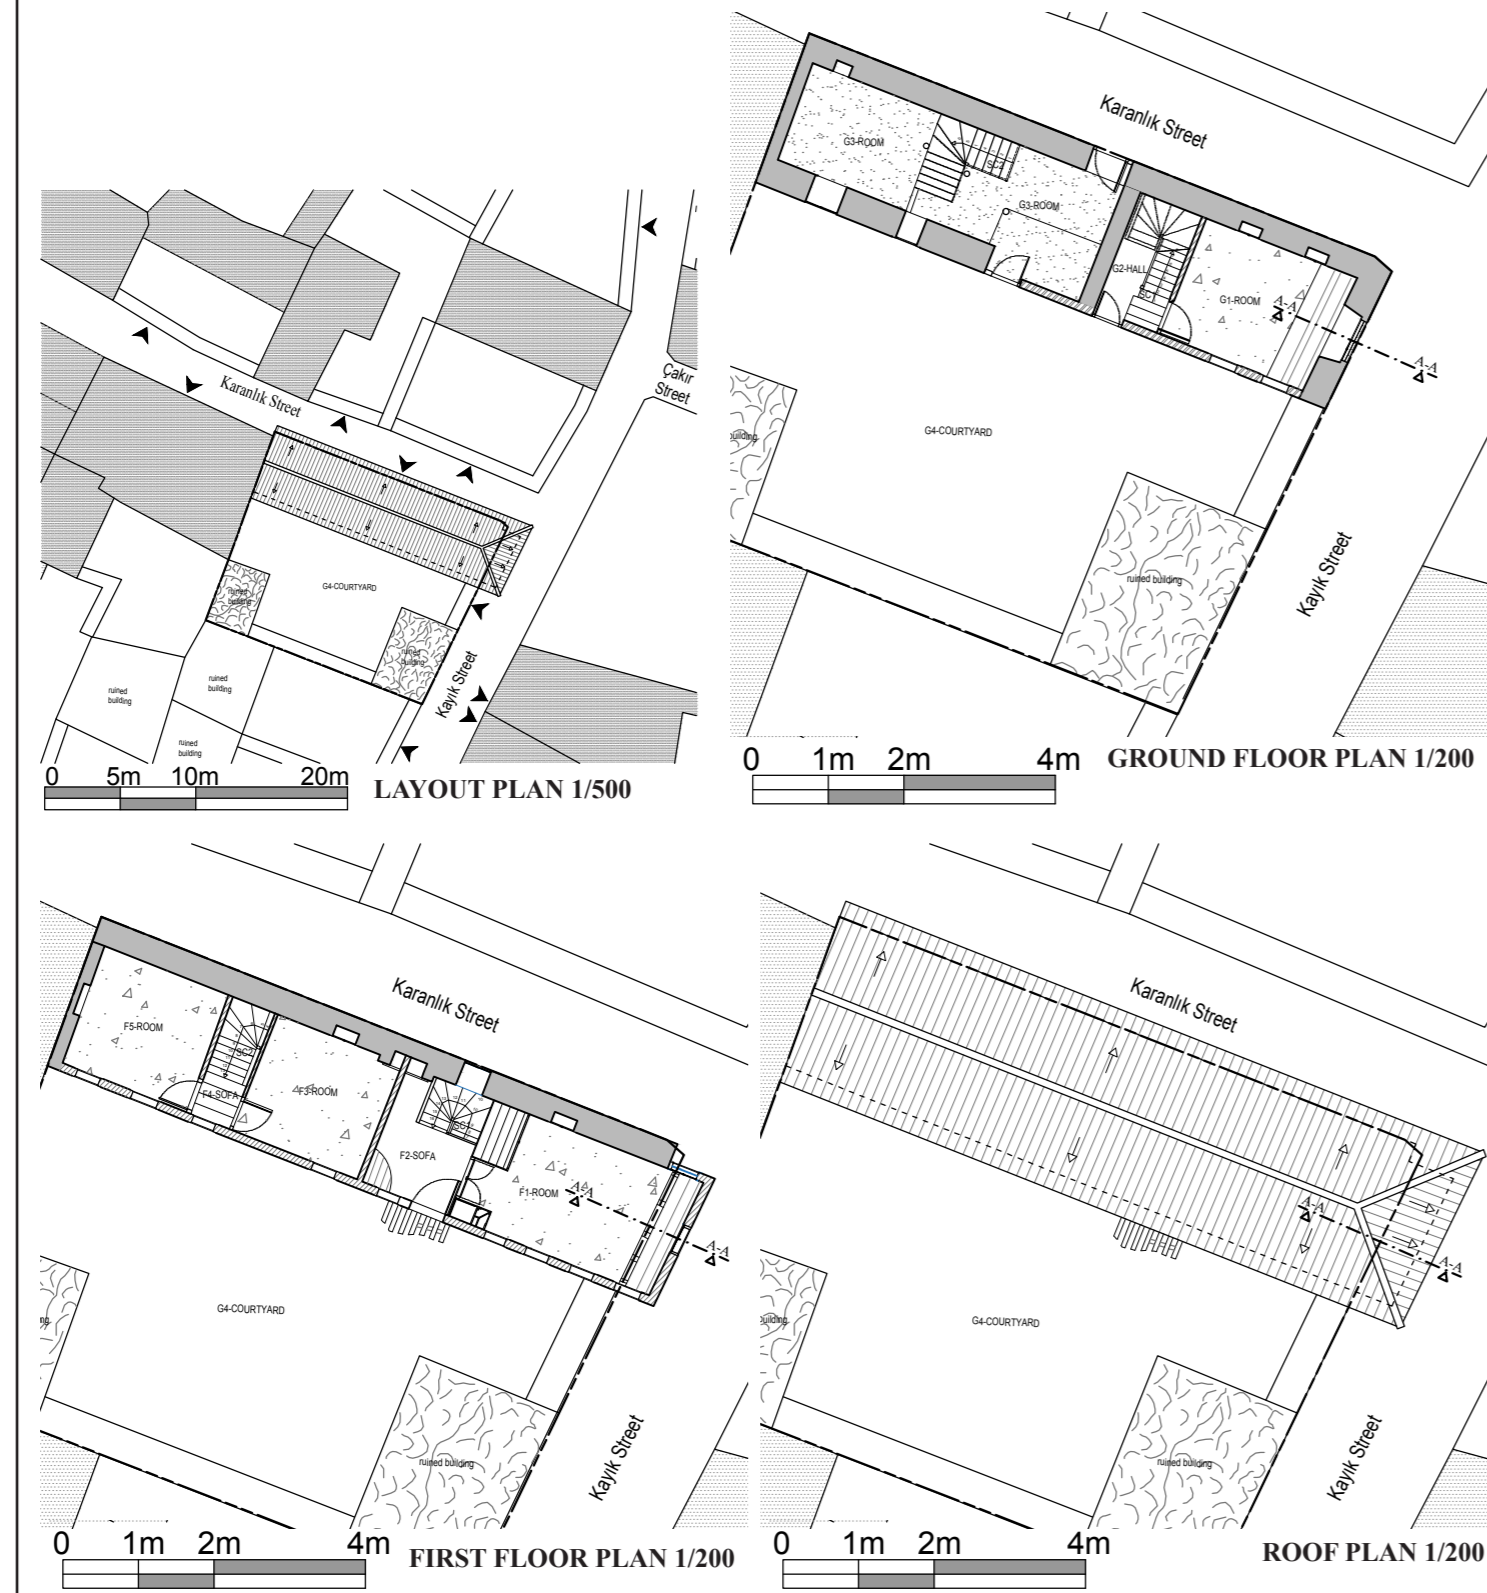 Karanlık Street
Çakır
Street
G4-COURTYARD
ruined
building
ruined
building
ruined
building
ruined
building
ruined
building
Kayık Street
0 5m 10m 20m
LAYOUT PLAN 1/500
Karanlık Street
G3-ROOM
SC2
G3-ROOM
G2-HALL
SC1
G1-ROOM
A-A
A-A
building
G4-COURTYARD
ruined building
Kayık Street
0 1m 2m 4m
GROUND FLOOR PLAN 1/200
Karanlık Street
F5-ROOM
SC2
F4-SOFA
F3-ROOM
SC1
F2-SOFA
F1-ROOM
A-A
A-A
G4-COURTYARD
ruined building
Kayık Street
0 1m 2m 4m
FIRST FLOOR PLAN 1/200
Karanlık Street
A-A
A-A
building
G4-COURTYARD
ruined building
Kayık Street
0 1m 2m 4m
ROOF PLAN 1/200